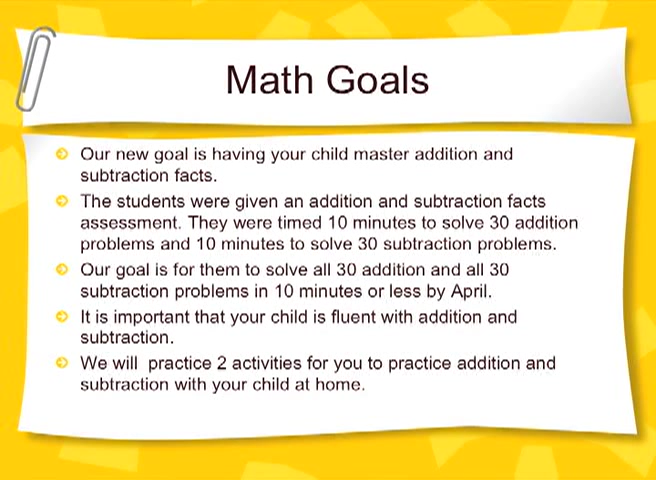 Math Goals
Our new goal is having your child master addition and
subtraction facts.
The students were given an addition and subtraction facts
assessment. They were timed 10 minutes to solve 30 addition
problems and 10 minutes to solve 30 subtraction problems.
Our goal is for them to solve all 30 addition and all 30
subtraction problems in 10 minutes or less by April.
It is important that your child is fluent with addition and
subtraction.
We will  practice 2 activities for you to practice addition and
subtraction with your child at home.